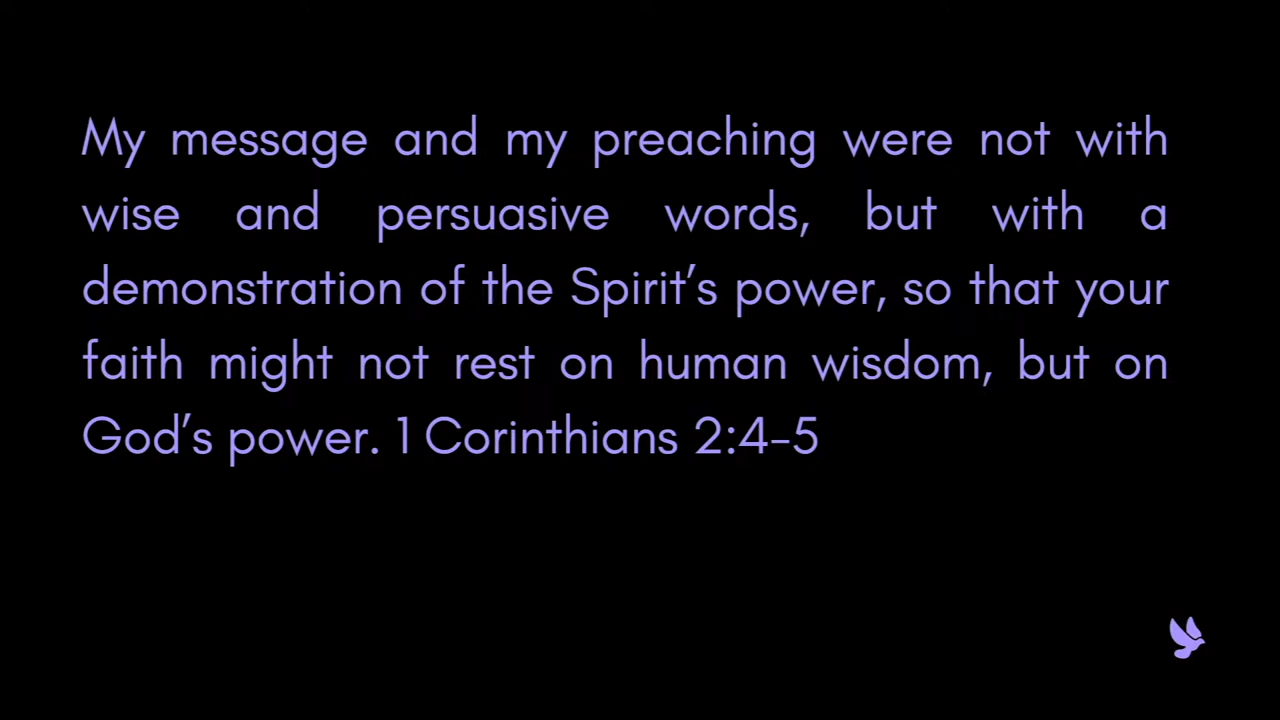 My message and my preaching were not with
wise and persuasive words, but with a
demonstration of the Spirit’s power, so that your
faith might not rest on human wisdom, but on
God’s power. 1 Corinthians 2:4–5